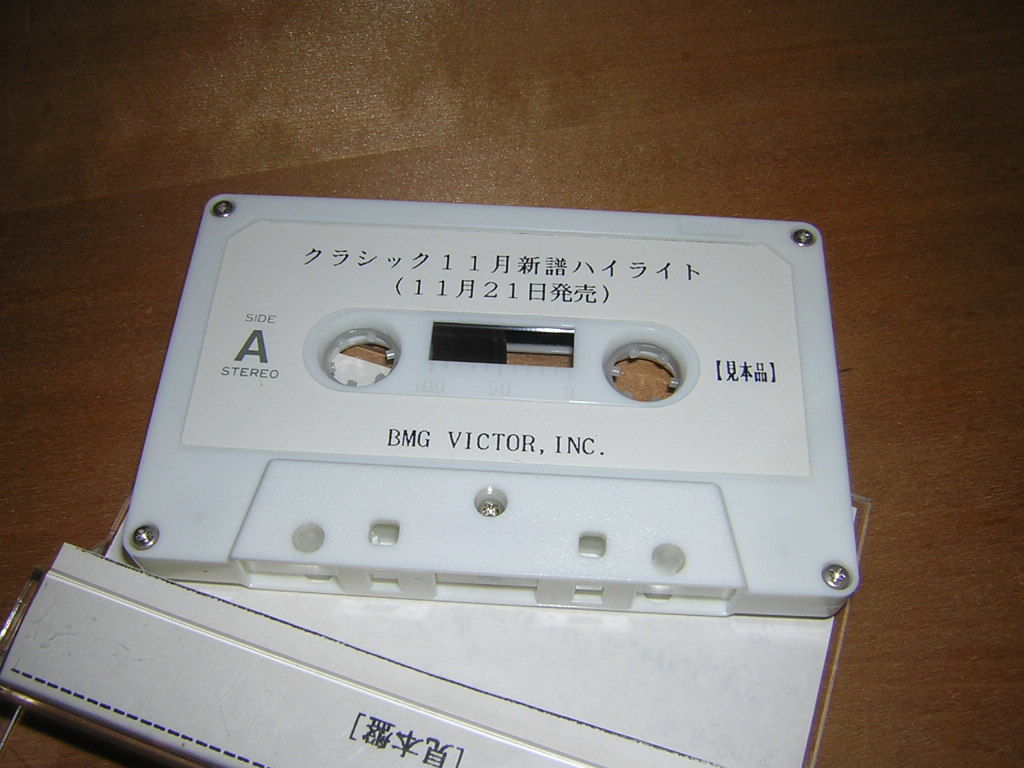 クラシック11月新譜ハイライト
(11月21日発売)
SIDE
A
STEREO
100 50 0
【見本品】
BMG VICTOR, INC.
[見本盤]